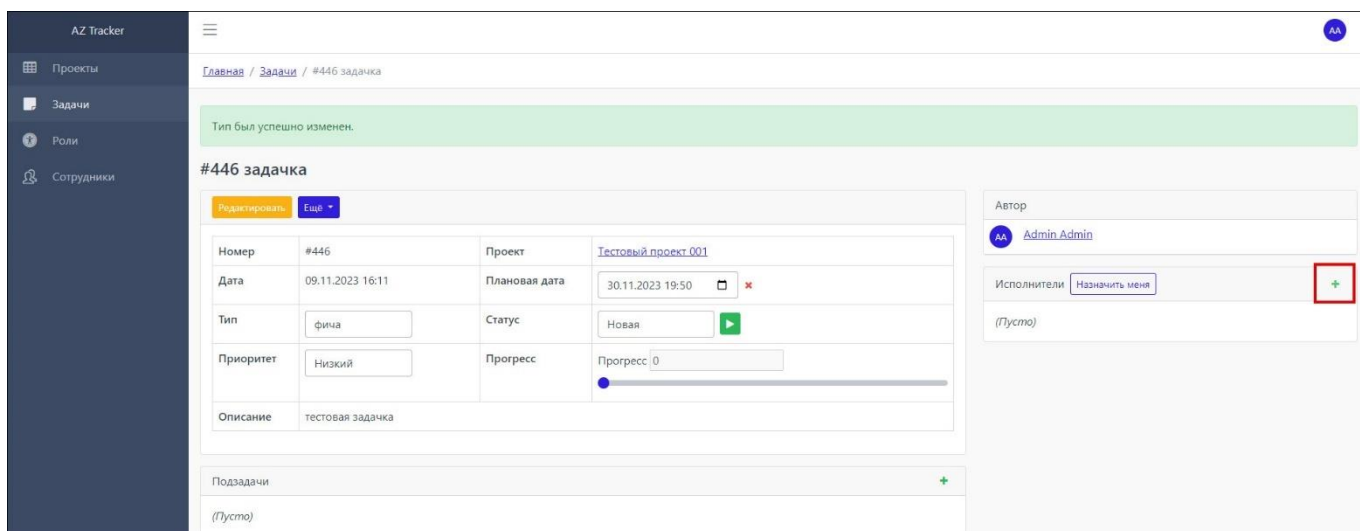 AZ Tracker
AA
Проекты
Задачи
Роли
Сотрудники
Главная / Задачи / #446 задачка
Тип был успешно изменен.
#446 задачка
Редактировать Ещё
Номер #446 Проект Тестовый проект 001
Дата 09.11.2023 16:11 Плановая дата 30.11.2023 19:50
Тип фича Статус Новая
Приоритет Низкий Прогресс Прогресс 0
Описание тестовая задачка
Подзадачи
(Пусто)
Автор
AA Admin Admin
Исполнители Назначить меня
(Пусто)